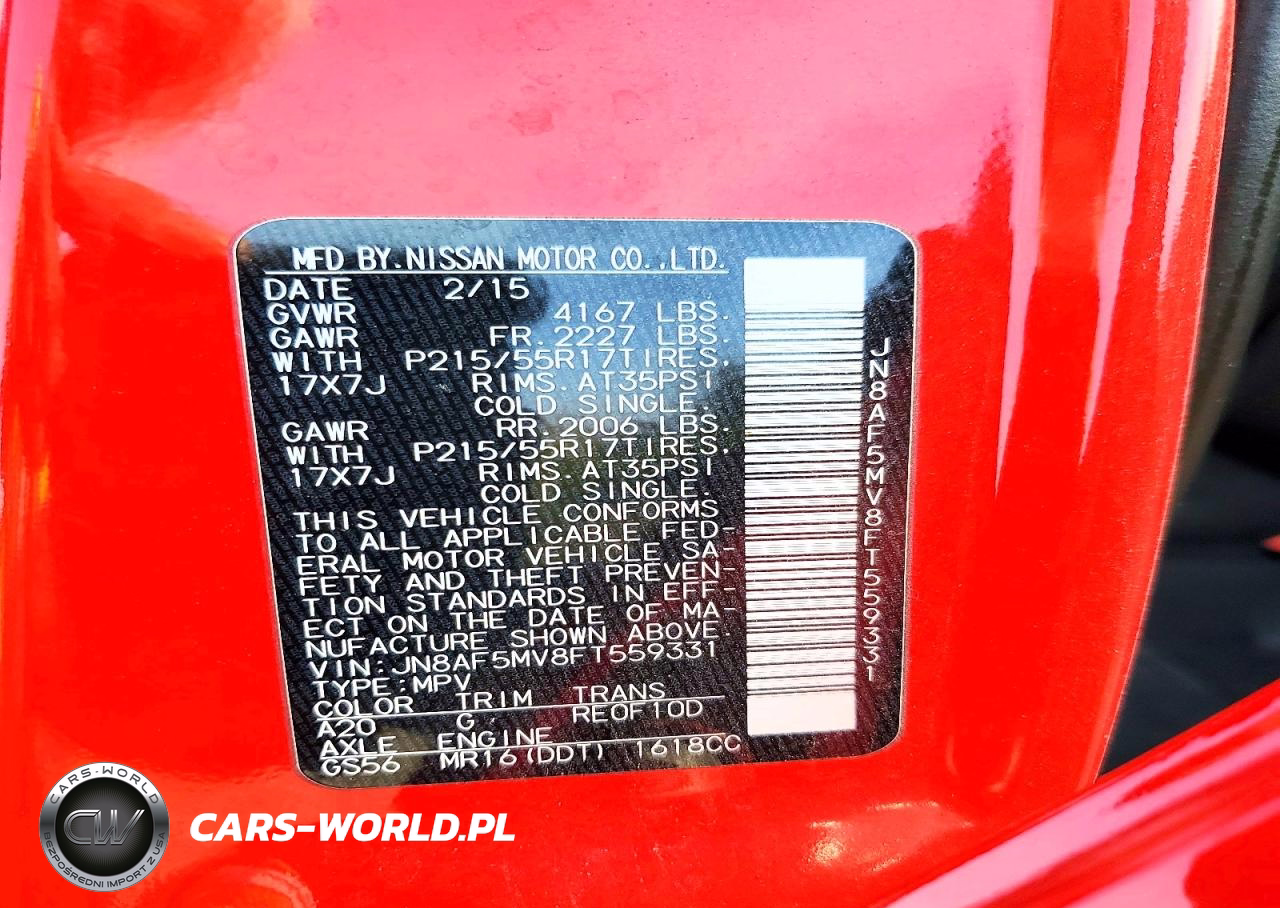 MFD BY.NISSAN MOTOR CO.,LTD.
DATE 2/15
GVWR 4167 LBS.
GAWR FR. 2227 LBS.
WITH P215/55R17TIRES,
17X7J RIMS. AT35PSI
COLD SINGLE.
GAWR RR. 2006 LBS.
WITH P215/55R17TIRES,
17X7J RIMS. AT35PSI
COLD SINGLE.
THIS VEHICLE CONFORMS
TO ALL APPLICABLE FED-
ERAL MOTOR VEHICLE SA-
FETY AND THEFT PREVEN-
TION STANDARDS IN EFF-
ECT ON THE DATE OF MA-
NUFACTURE SHOWN ABOVE.
VIN:JN8AF5MV8FT559331
TYPE:MPV
COLOR TRIM TRANS
A20 G REOF10D
AXLE ENGINE
GS56 MR16(DDT) 1618CC
JN8AF5MV8FT559331
CARS-WORLD
CW
BEZPOŚREDNI IMPORT Z USA
CARS-WORLD.PL